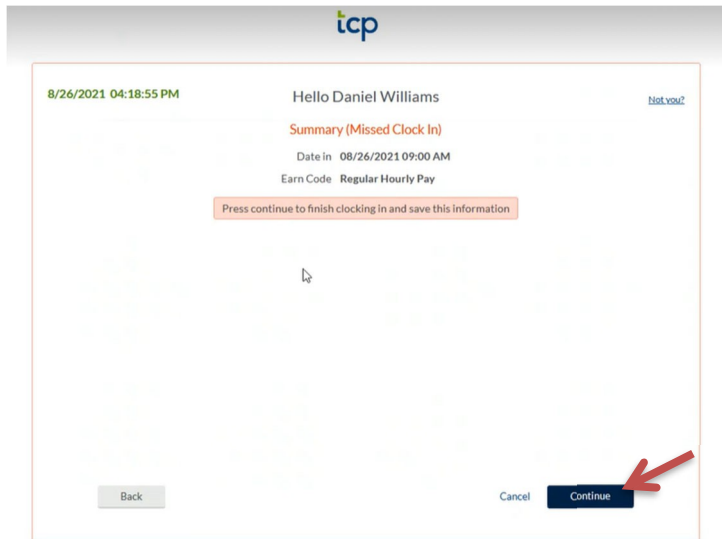 tcp
8/26/2021 04:18:55 PM
Hello Daniel Williams
Not you?
Summary (Missed Clock In)
Date in 08/26/2021 09:00 AM
Earn Code Regular Hourly Pay
Press continue to finish clocking in and save this information
Back
Cancel
Continue